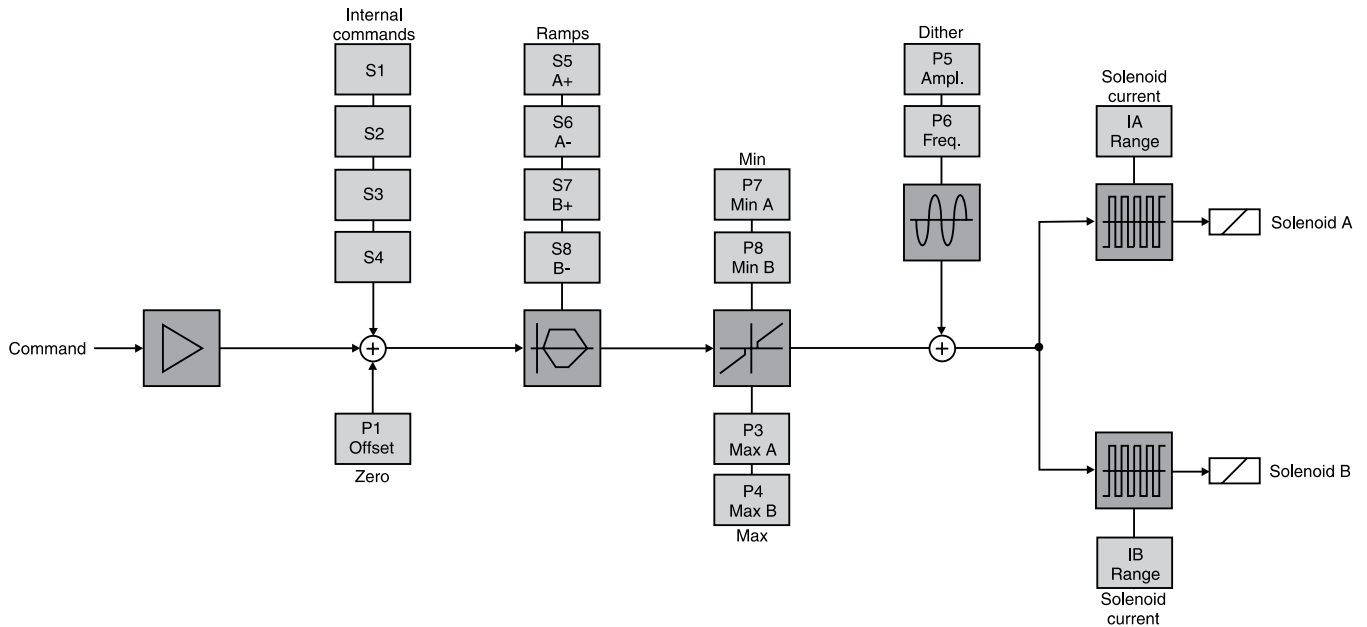 Internal
commands
S1
S2
S3
S4
Ramps
S5
A+
S6
A-
S7
B+
S8
B-
Min
P7
Min A
P8
Min B
Dither
P5
Ampl.
P6
Freq.
Solenoid
current
IA
Range
Solenoid A
Command
+
+
P1
Offset
Zero
P3
Max A
P4
Max B
Max
Solenoid B
IB
Range
Solenoid
current